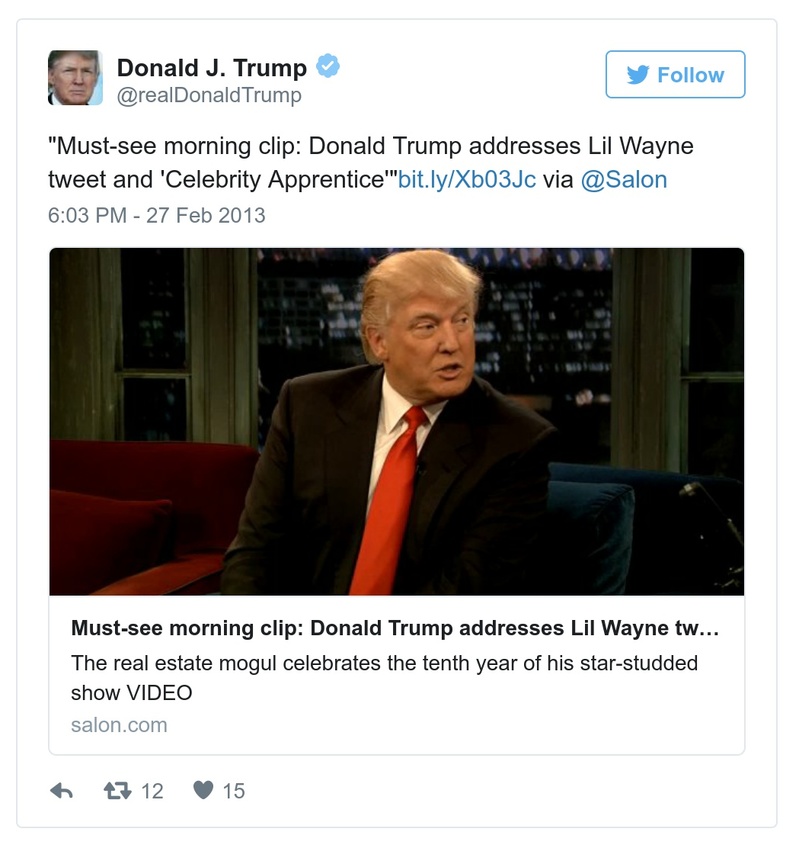 Donald J. Trump
@realDonaldTrump
Follow
"Must-see morning clip: Donald Trump addresses Lil Wayne
tweet and 'Celebrity Apprentice'"bit.ly/Xb03Jc via @Salon
6:03 PM - 27 Feb 2013
Must-see morning clip: Donald Trump addresses Lil Wayne tw…
The real estate mogul celebrates the tenth year of his star-studded
show VIDEO
salon.com
12
15